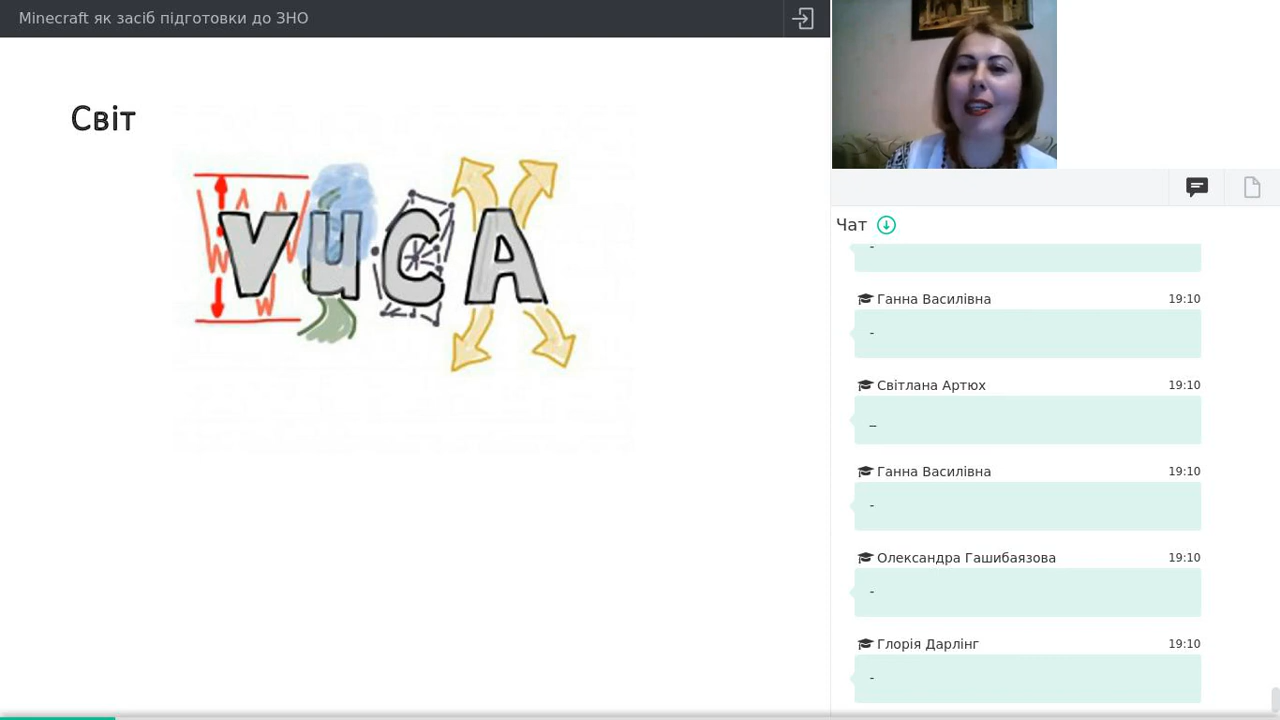 Minecraft як засіб підготовки до ЗНО
Світ
VUCA
Чат
-
Ганна Василівна 19:10
-
Світлана Артюх 19:10
_
Ганна Василівна 19:10
-
Олександра Гашибаязова 19:10
-
Глорія Дарлінг 19:10
-